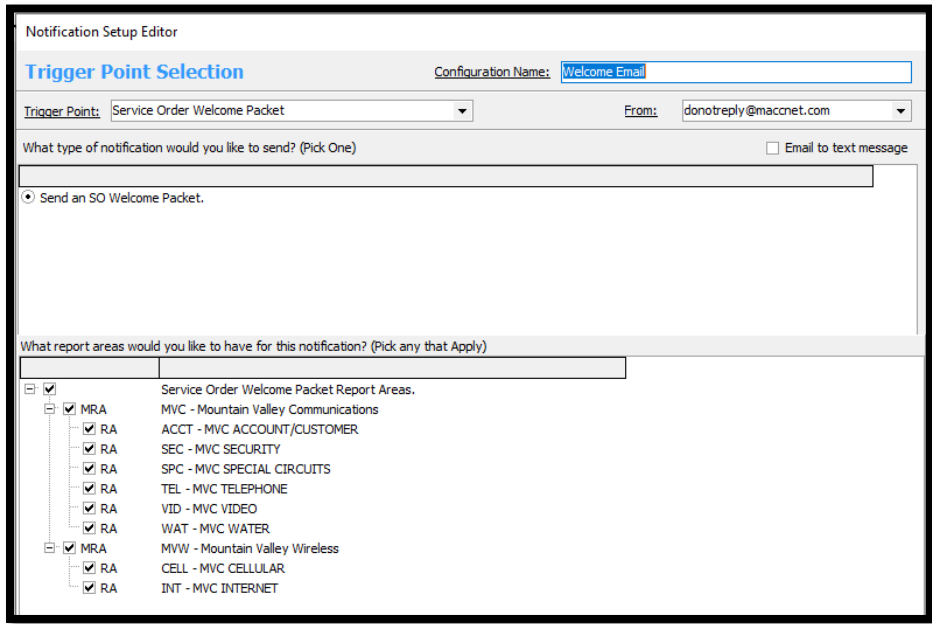 Notification Setup Editor
Trigger Point Selection Configuration Name: Welcome Email
Trigger Point: Service Order Welcome Packet From: donotreply@maccnet.com
What type of notification would you like to send? (Pick One) Email to text message
Send an SO Welcome Packet.
What report areas would you like to have for this notification? (Pick any that Apply)
Service Order Welcome Packet Report Areas.
MRA MVC - Mountain Valley Communications
RA ACCT - MVC ACCOUNT/CUSTOMER
RA SEC - MVC SECURITY
RA SPC - MVC SPECIAL CIRCUITS
RA TEL - MVC TELEPHONE
RA VID - MVC VIDEO
RA WAT - MVC WATER
MRA MVW - Mountain Valley Wireless
RA CELL - MVC CELLULAR
RA INT - MVC INTERNET